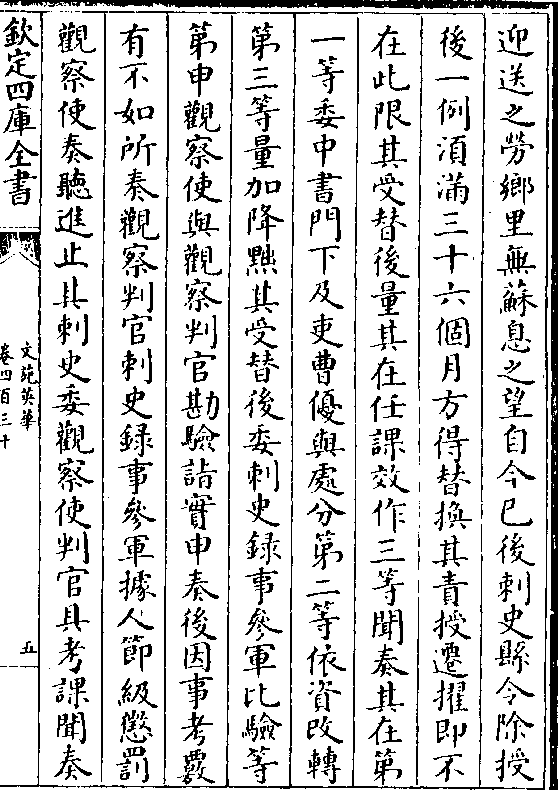 迎送之勞鄉里無蘇息之望自今已後刺史縣令除授
後一例湏滿三十六個月方得替換其責授遷擢即不
在此限其受替後量其在任課效作三等聞奏其在第
一等委中書門下及吏曹優與處分第二等依資改轉
第三等量加降黜其受替後委刺史録事參軍比驗等
第申觀察使與觀察判官勘驗詣實申奏後因事考覈
有不如所奏觀察判官刺史録事參軍據人節級懲罰
觀察使奏聽進止其刺史委觀察使判官具考課聞奏
欽定四庫全書
文苑英華
卷四百三十
五